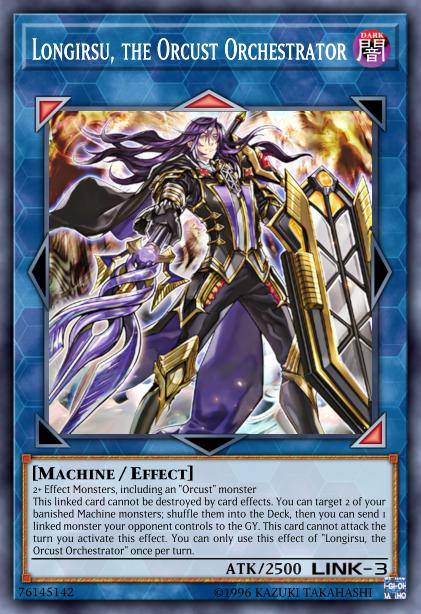 LONGIRSU, THE ORCUST ORCHESTRATOR
DARK
闇
[MACHINE / EFFECT]
2+ Effect Monsters, including an "Orcust" monster
This linked card cannot be destroyed by card effects. You can target 2 of your
banished Machine monsters; shuffle them into the Deck, then you can send 1
linked monster your opponent controls to the GY. This card cannot attack the
turn you activate this effect. You can only use this effect of "Longirsu, the
Orcust Orchestrator" once per turn.
ATK/2500 LINK-3
76145142
©1996 KAZUKI TAKAHASHI